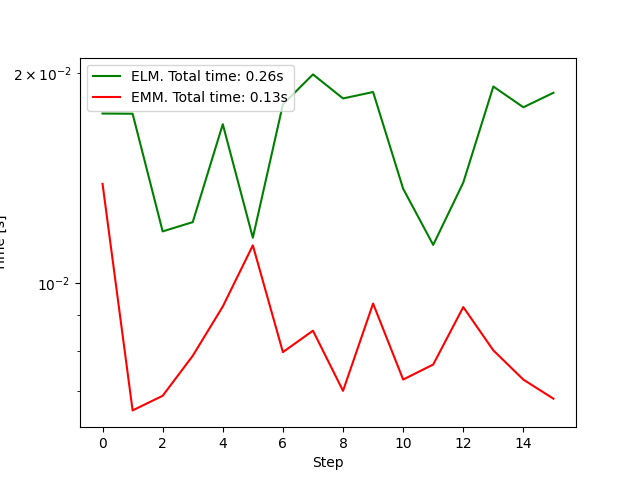 2 × 10⁻²
10⁻²
Time [s]
ELM. Total time: 0.26s
EMM. Total time: 0.13s
0 2 4 6 8 10 12 14
Step